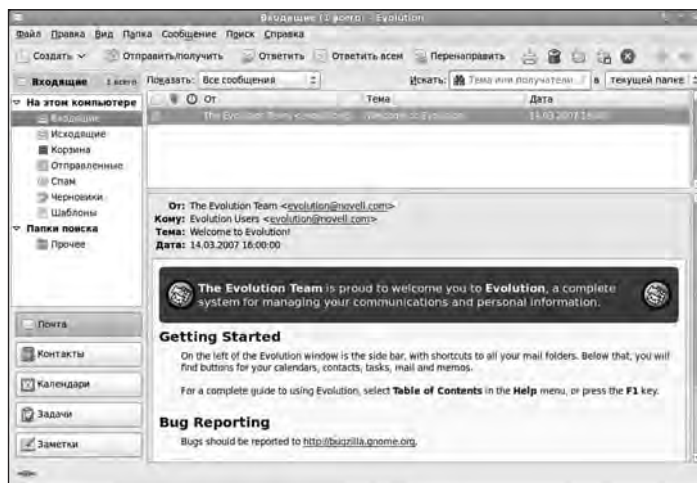 Входящие (1 всего) - Evolution
Файл Правка Вид Папка Сообщение Поиск Справка
Создать Отправить/получить Ответить Ответить всем Перенаправить
Входящие 1 всего Показать: Все сообщения Искать: Тема или получатели в текущей папке
На этом компьютере
Входящие
Исходящие
Корзина
Отправленные
Спам
Черновики
Шаблоны
Папки поиска
Прочее
Почта
Контакты
Календари
Задачи
Заметки
От Тема Дата
The Evolution Team Welcome to Evolution! 14.03.2007
От: The Evolution Team <evolution@novell.com>
Кому: Evolution Users <evolution@novell.com>
Тема: Welcome to Evolution!
Дата: 14.03.2007 16:00:00
The Evolution Team is proud to welcome you to Evolution, a complete
system for managing your communications and personal information.
Getting Started
On the left of the Evolution window is the side bar, with shortcuts to all your mail folders. Below that, you will
find buttons for your calendars, contacts, tasks, mail and memos.
For a complete guide to using Evolution, select Table of Contents in the Help menu, or press the F1 key.
Bug Reporting
Bugs should be reported to http://bugzilla.gnome.org.